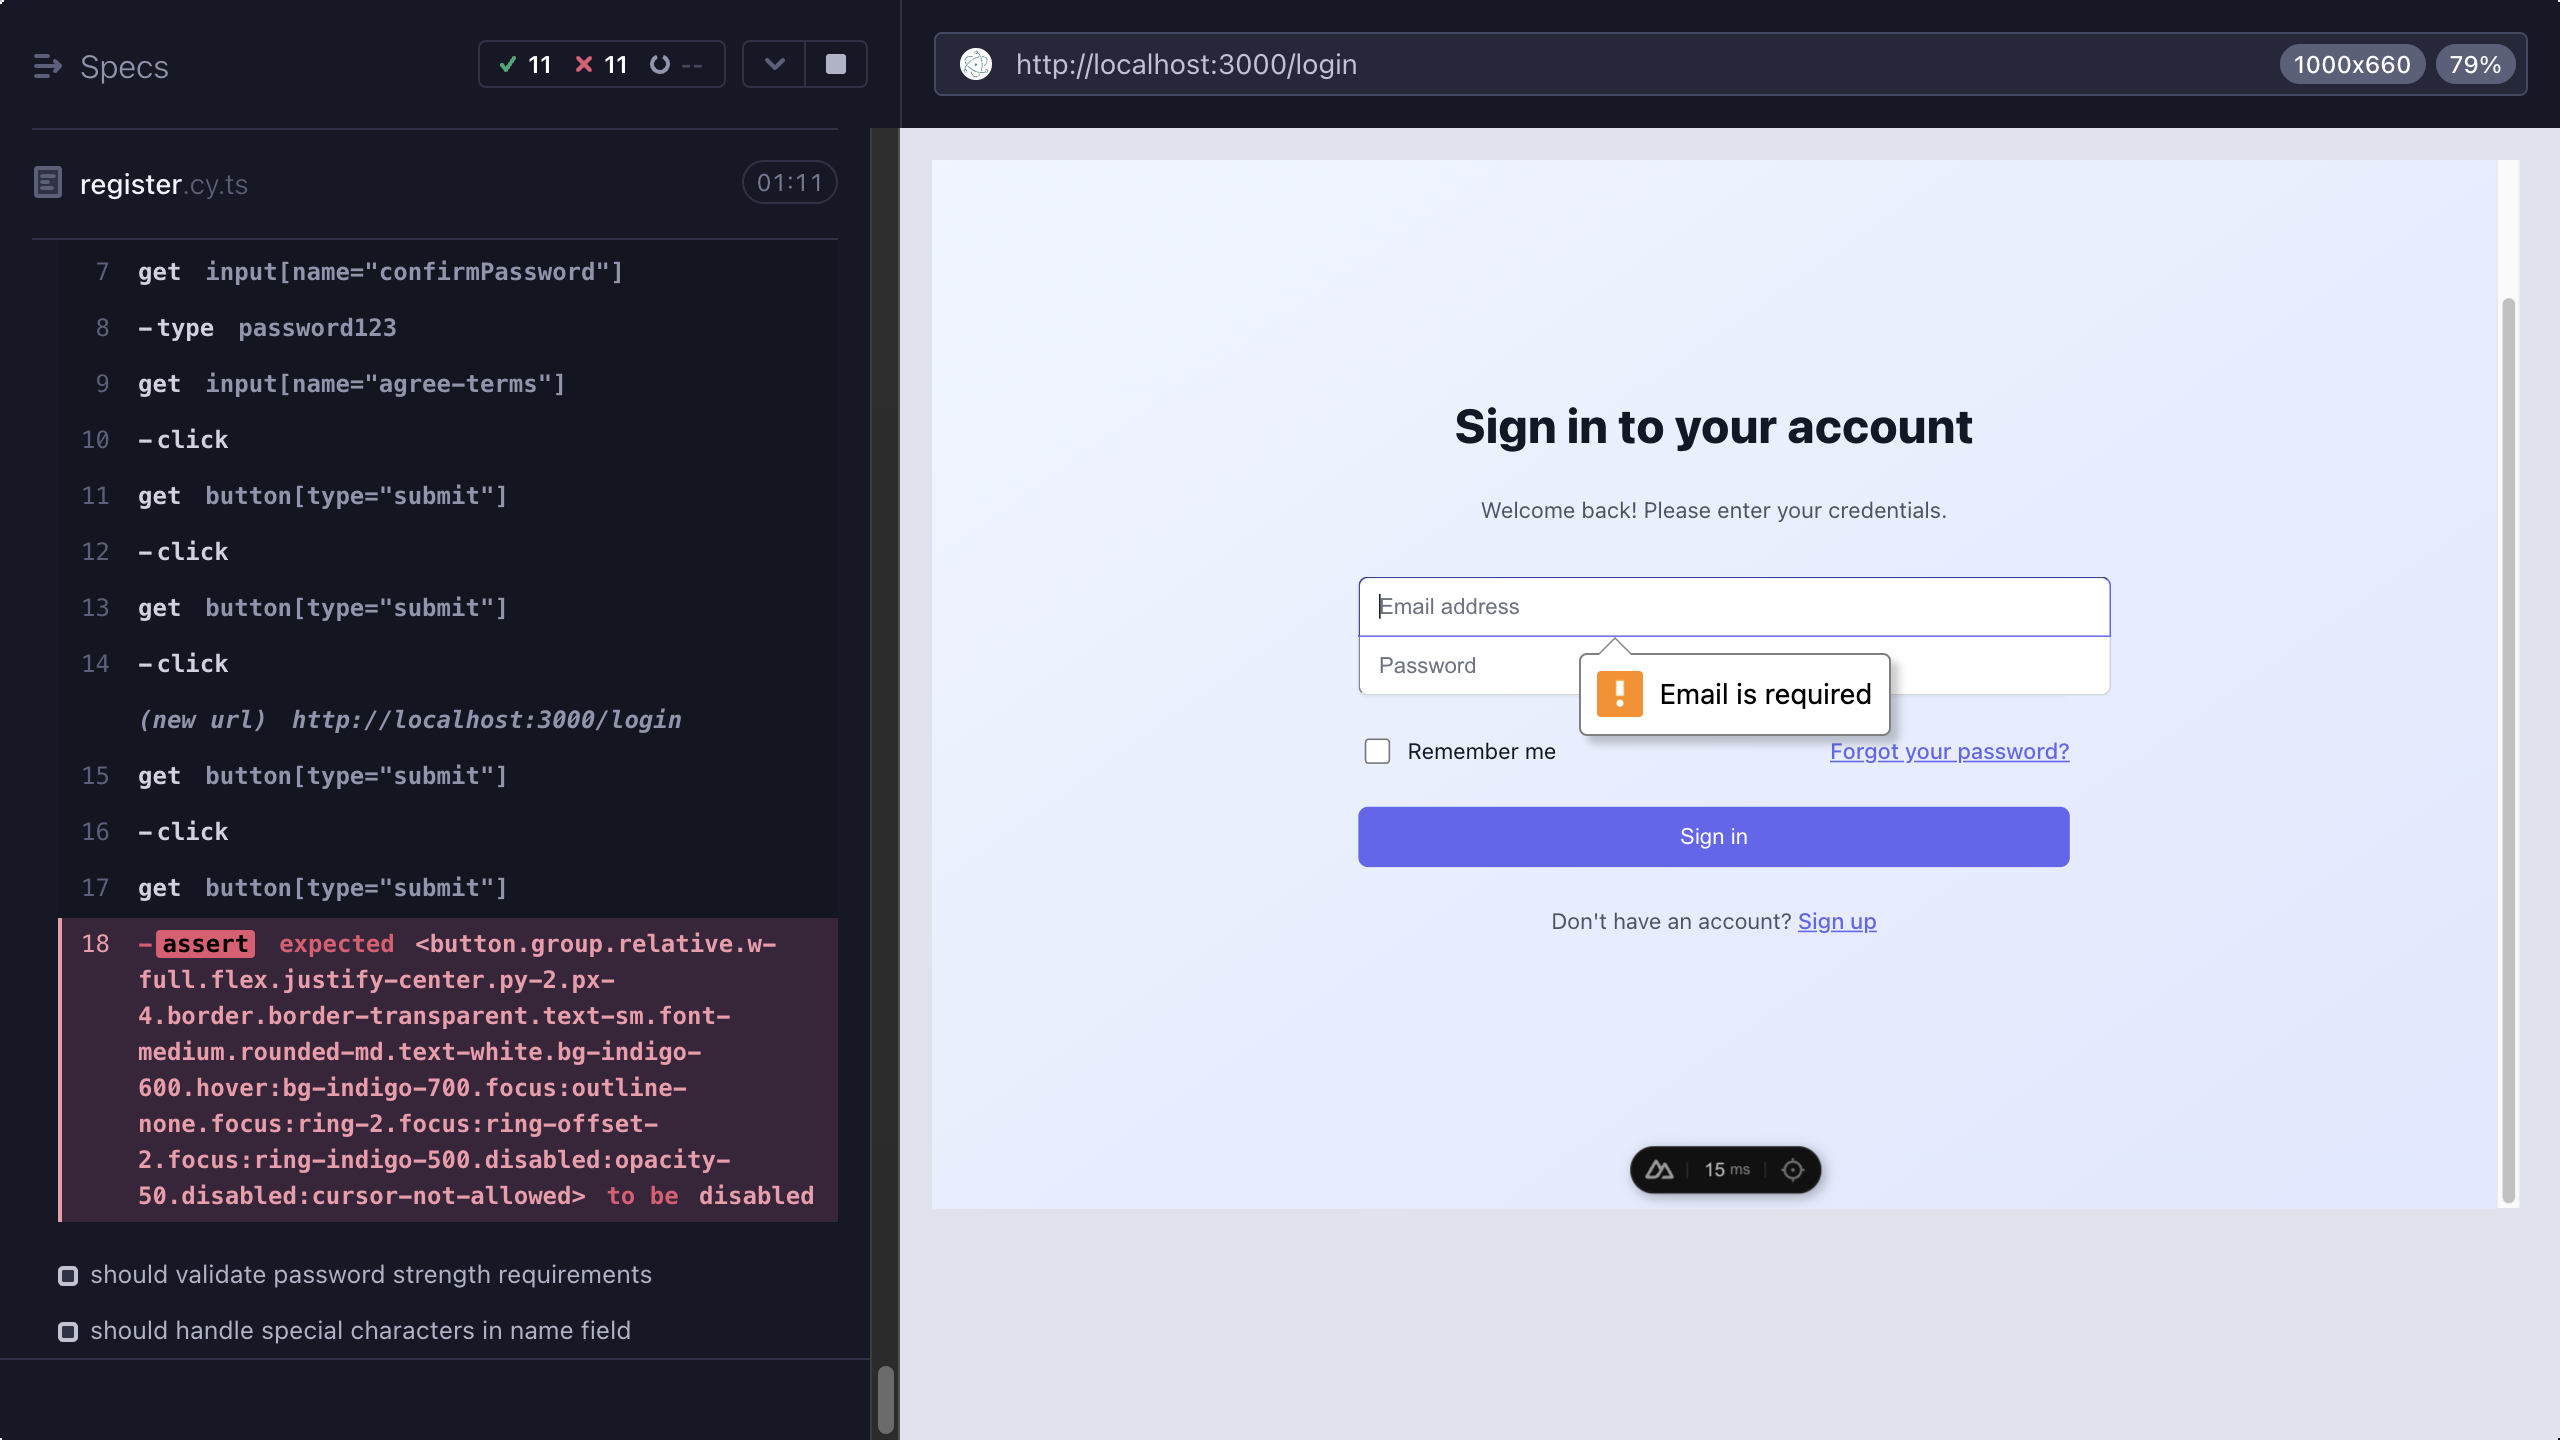 Specs
11 11 --
http://localhost:3000/login
1000x660
79%
register.cy.ts
01:11
7 get input[name="confirmPassword"]
8 -type password123
9 get input[name="agree-terms"]
10 -click
11 get button[type="submit"]
12 -click
13 get button[type="submit"]
14 -click
(new url) http://localhost:3000/login
15 get button[type="submit"]
16 -click
17 get button[type="submit"]
18 -assert expected <button.group.relative.w-
full.flex.justify-center.py-2.px-
4.border.border-transparent.text-sm.font-
medium.rounded-md.text-white.bg-indigo-
600.hover:bg-indigo-700.focus:outline-
none.focus:ring-2.focus:ring-offset-
2.focus:ring-indigo-500.disabled:opacity-
50.disabled:cursor-not-allowed> to be disabled
should validate password strength requirements
should handle special characters in name field
Sign in to your account
Welcome back! Please enter your credentials.
Email address
Password
Email is required
Remember me
Forgot your password?
Sign in
Don't have an account? Sign up
15 ms